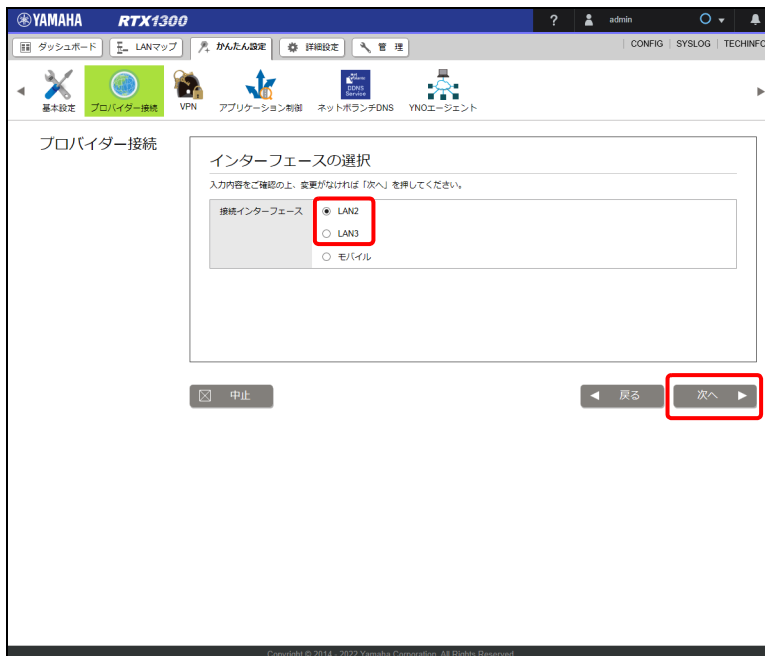 YAMAHA RTX1300 ? admin
ダッシュボード LANマップ かんたん設定 詳細設定 管 理 CONFIG SYSLOG TECHINFO
基本設定 プロバイダー接続 VPN アプリケーション制御 ネットボランチDNS DDNS Service YNOエージェント
プロバイダー接続
インターフェースの選択
入力内容をご確認の上、変更がなければ「次へ」を押してください。
接続インターフェース LAN2
LAN3
モバイル
中止 戻る 次へ
Copyright © 2014 - 2022 Yamaha Corporation. All Rights Reserved.